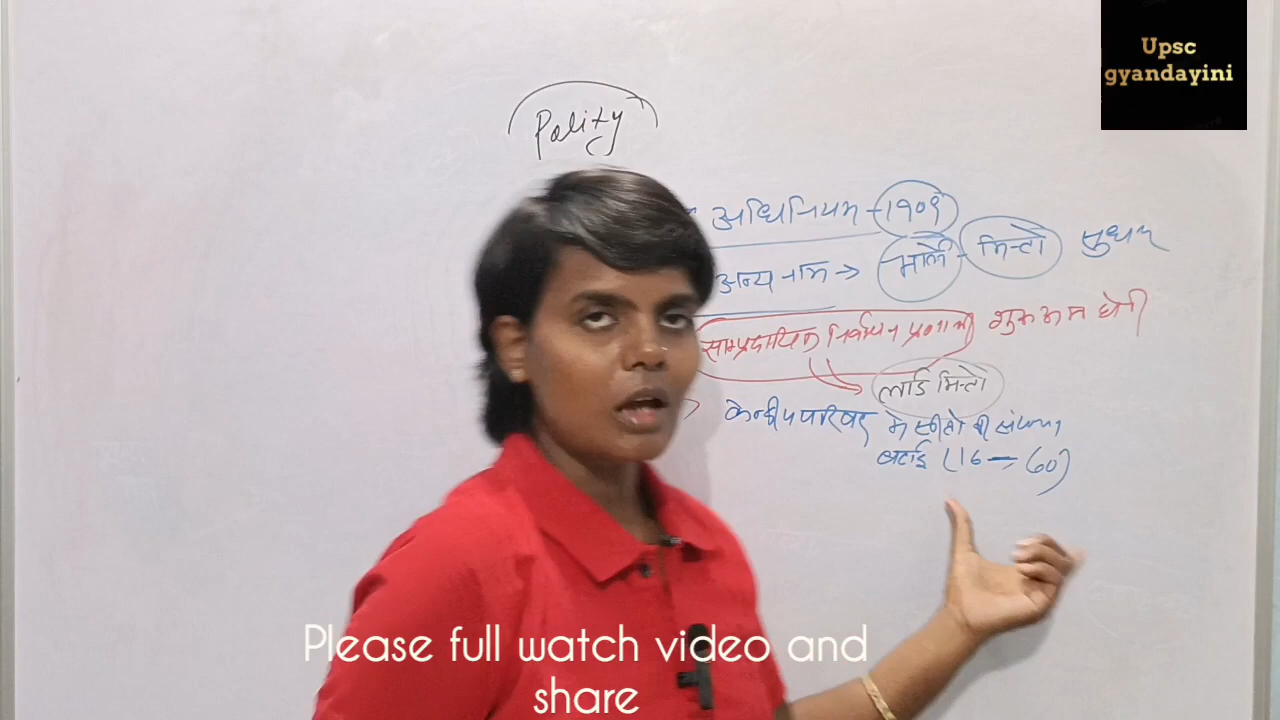 Upsc
gyandayini
Polity
अधिनियम - १९०९
अन्य नाम → मार्ले - मिन्टो सुधार
साम्प्रदायिक निर्वाचन प्रणाली शुरूआत होती
लार्ड मिन्टो
केन्द्रीय परिषद में सीटों की संख्या
बढाई (16 → 60)
Please full watch video and
share